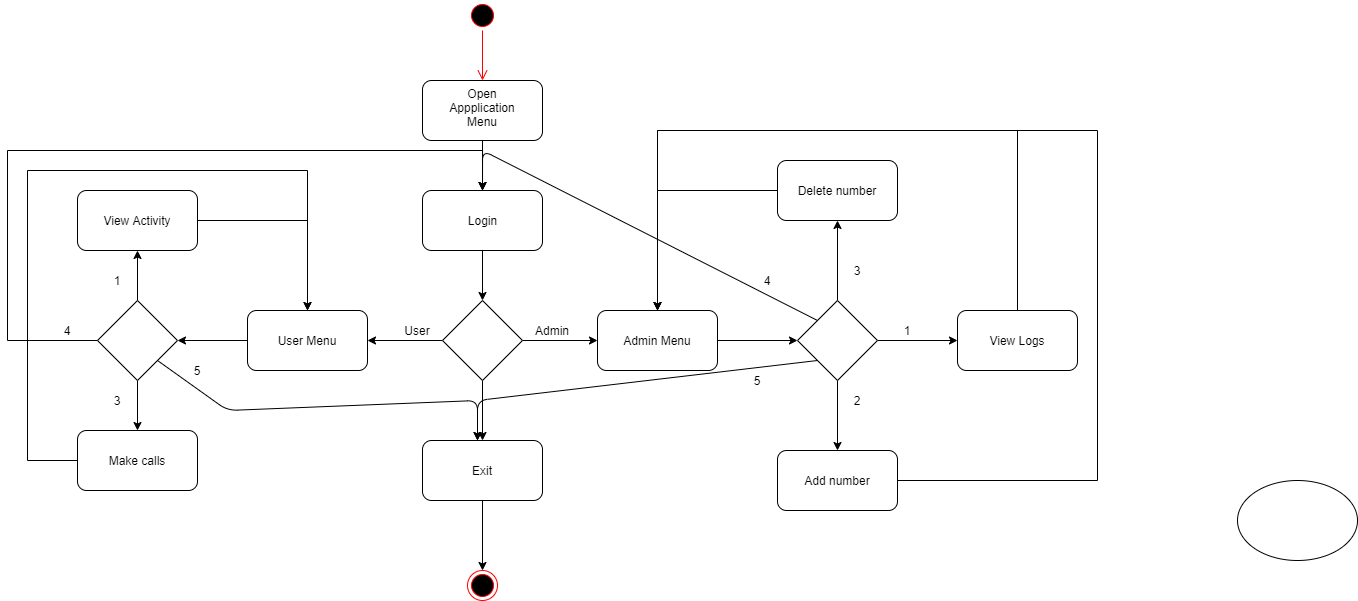 Open
Appplication
Menu
Delete number
View Activity
Login
3
1
4
4
User
Admin
1
User Menu
Admin Menu
View Logs
5
5
3
2
Make calls
Exit
Add number